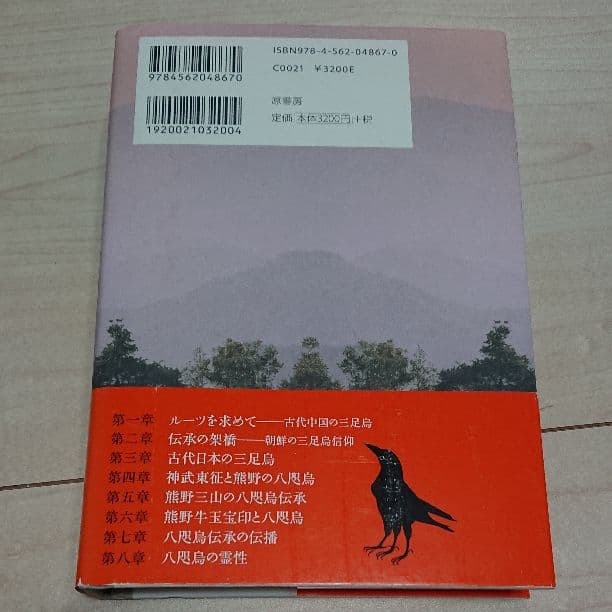 ISBN978-4-562-04867-0
C0021 ¥3200E
9784562048670
原書房
定価 本体3200円+税
1920021032004
第一章 ルーツを求めて——古代中国の三足烏
第二章 伝承の架橋——朝鮮の三足烏信仰
第三章 古代日本の三足烏
第四章 神武東征と熊野の八咫烏
第五章 熊野三山の八咫烏伝承
第六章 熊野牛玉宝印と八咫烏
第七章 八咫烏伝承の伝播
第八章 八咫烏の霊性